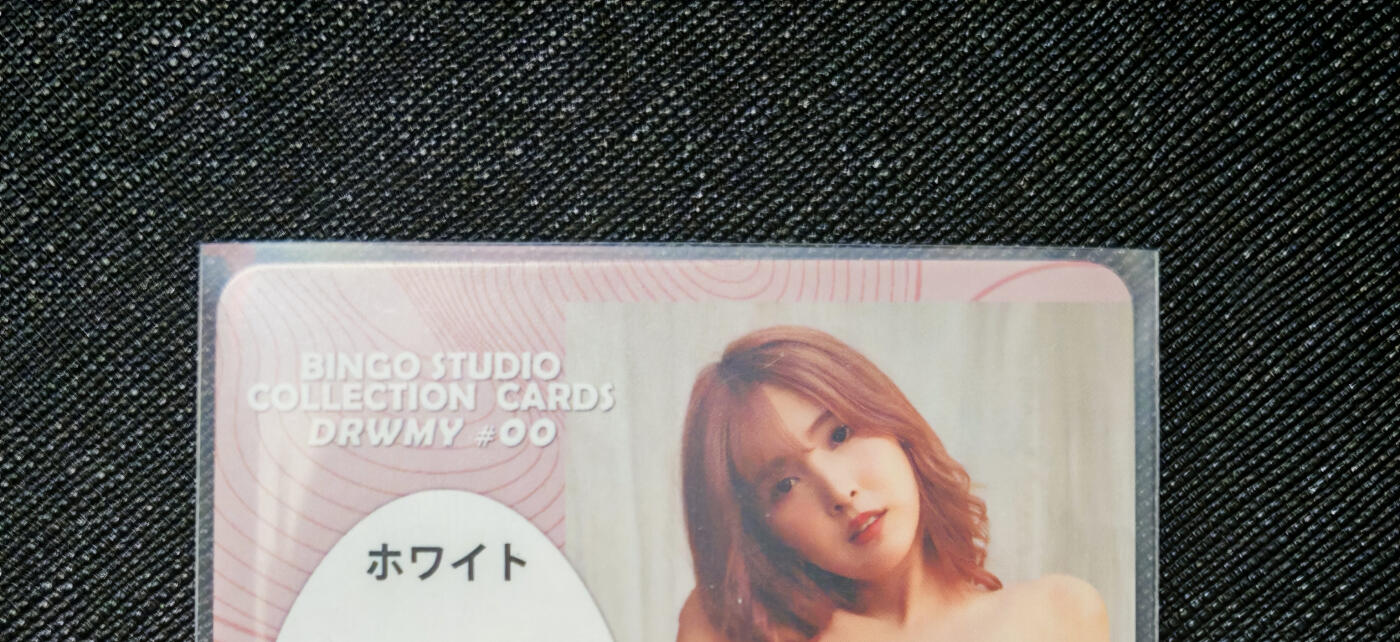 BINGO STUDIO
COLLECTION CARDS
DRWMY #00
ホワイト